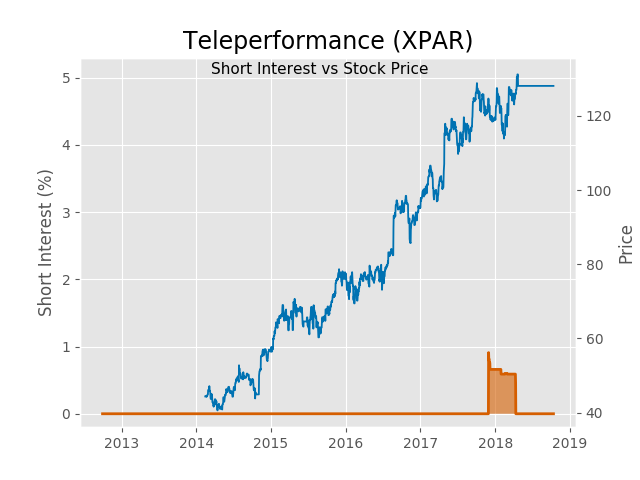 Teleperformance (XPAR)
Short Interest vs Stock Price
Short Interest (%)
5
4
3
2
1
0
120
100
80
60
40
Price
2013 2014 2015 2016 2017 2018 2019